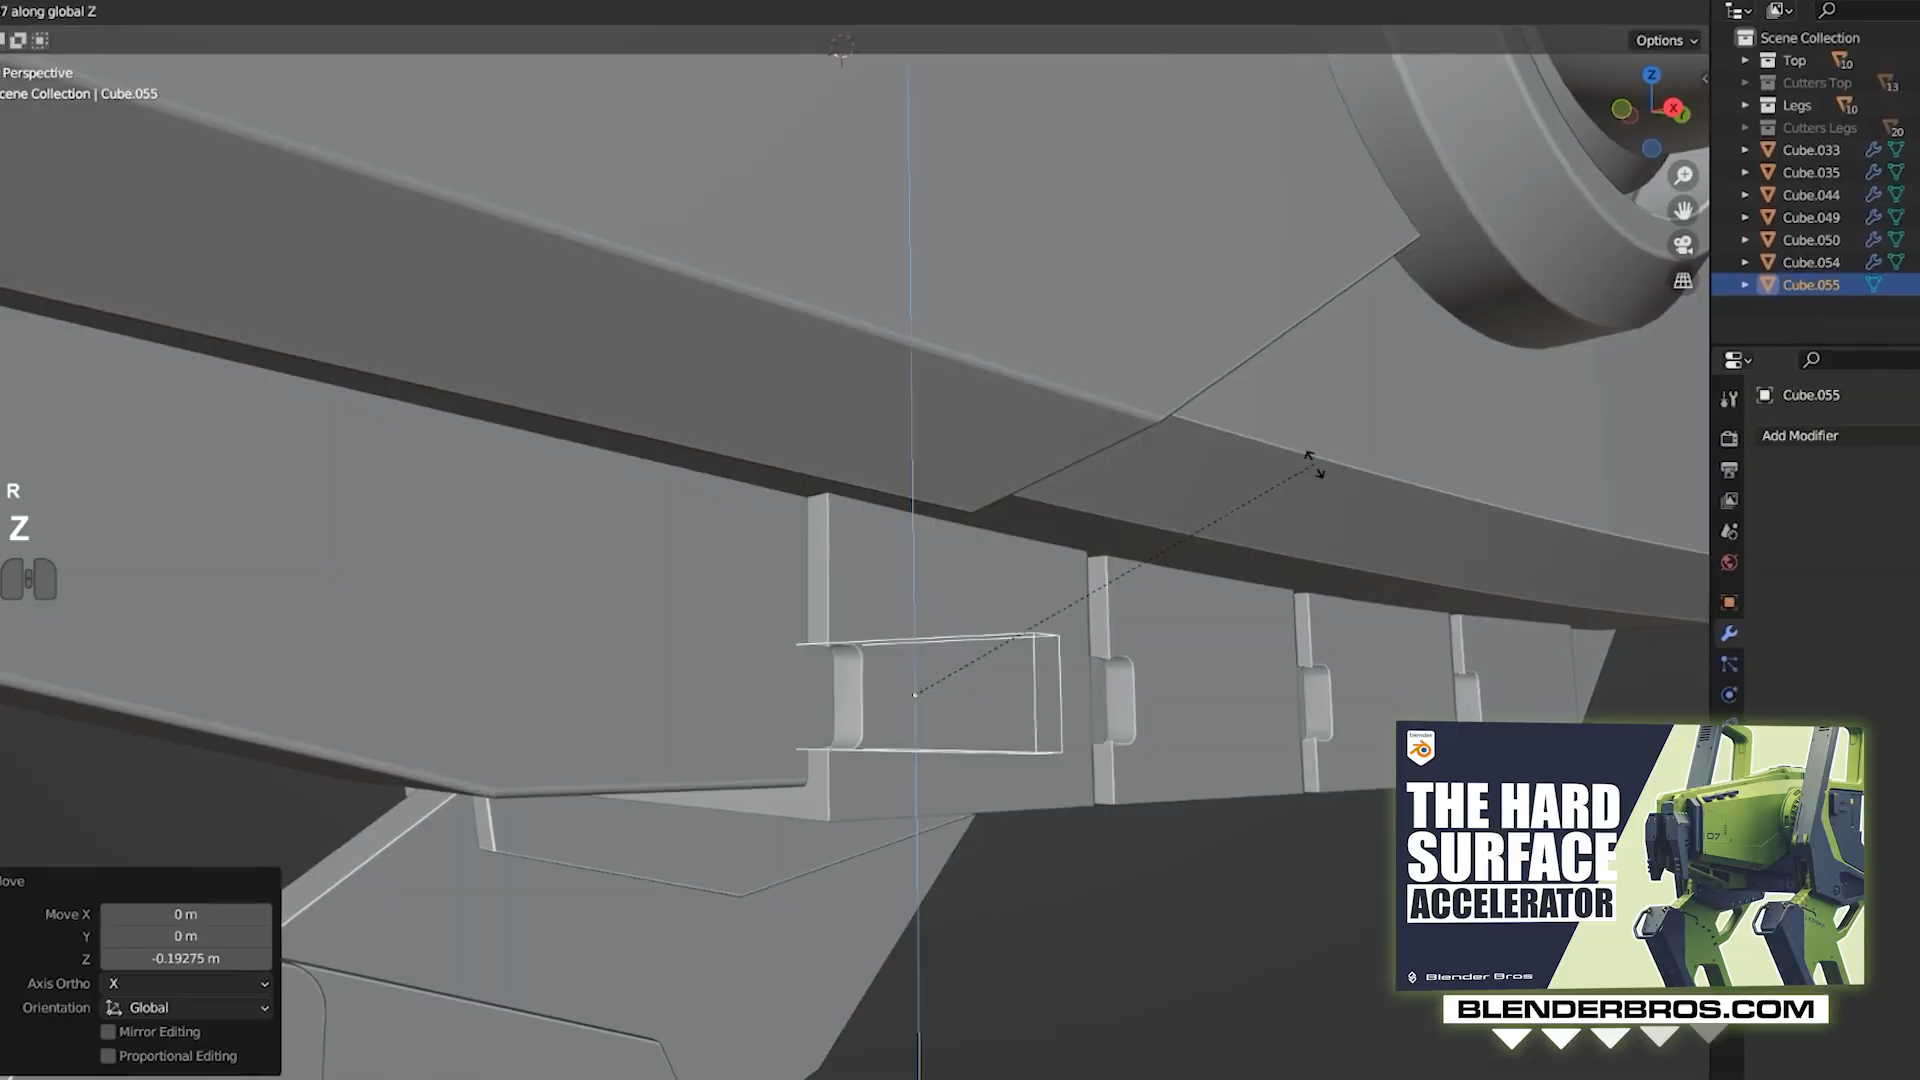 7 along global Z
Options
Perspective
cene Collection | Cube.055
Z
X
R
Z
ove
Move X 0 m
Y 0 m
Z -0.19275 m
Axis Ortho X
Orientation Global
Mirror Editing
Proportional Editing
Scene Collection
Top 10
Cutters Top 13
Legs 10
Cutters Legs 20
Cube.033
Cube.035
Cube.044
Cube.049
Cube.050
Cube.054
Cube.055
Cube.055
Add Modifier
blender
THE HARD
SURFACE
ACCELERATOR
07
Blender Bros
BLENDERBROS.COM